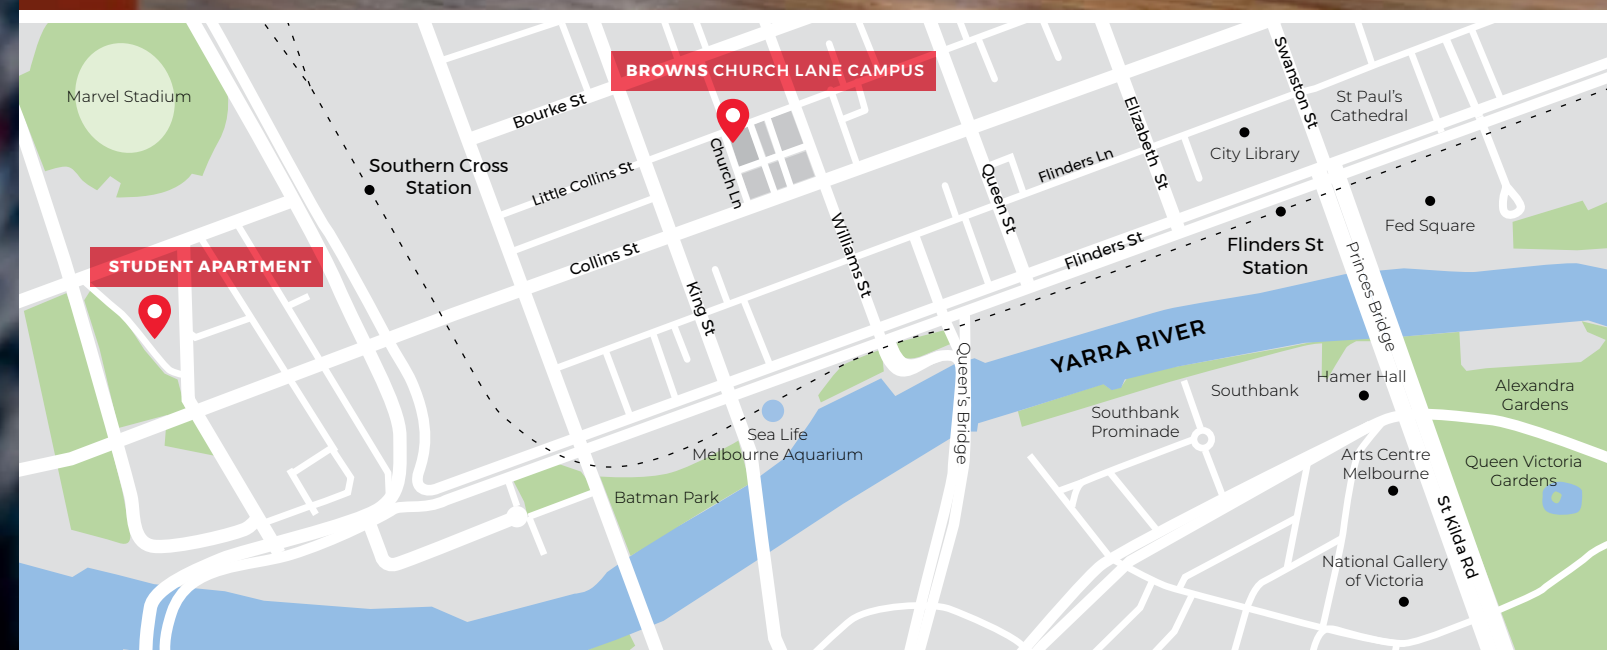 Marvel Stadium
BROWNS CHURCH LANE CAMPUS
Bourke St
Swanston St
St Paul's
Cathedral
Elizabeth St
City Library
Southern Cross
Station
Church Ln
Little Collins St
Flinders Ln
Queen St
Fed Square
STUDENT APARTMENT
Collins St
Williams St
Flinders St
Flinders St
Station
Princes Bridge
King St
YARRA RIVER
Queen's Bridge
Southbank
Hamer Hall
Alexandra
Gardens
Southbank
Prominade
Sea Life
Melbourne Aquarium
Arts Centre
Melbourne
Queen Victoria
Gardens
Batman Park
St Kilda Rd
National Gallery
of Victoria